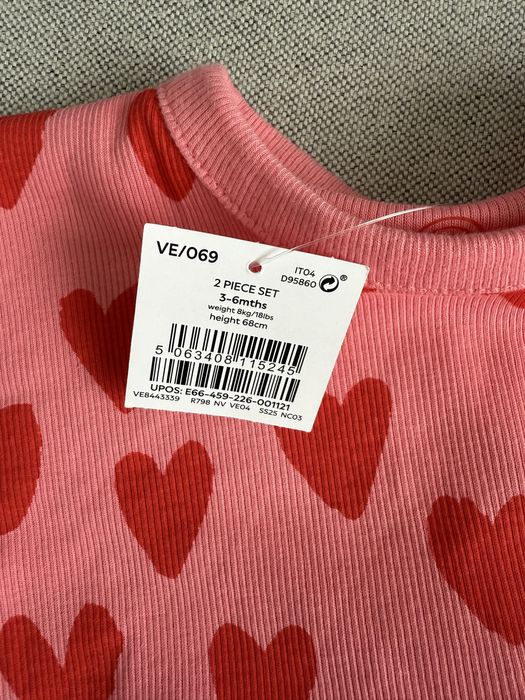 VE/069
IT04
D95860 ®
2 PIECE SET
3-6mths
weight 8kg/18lbs
height 68cm
5 063408 115245
UPOS: E66-459-226-001121
VE8443339 R798 NV VE04 SS25 NC03